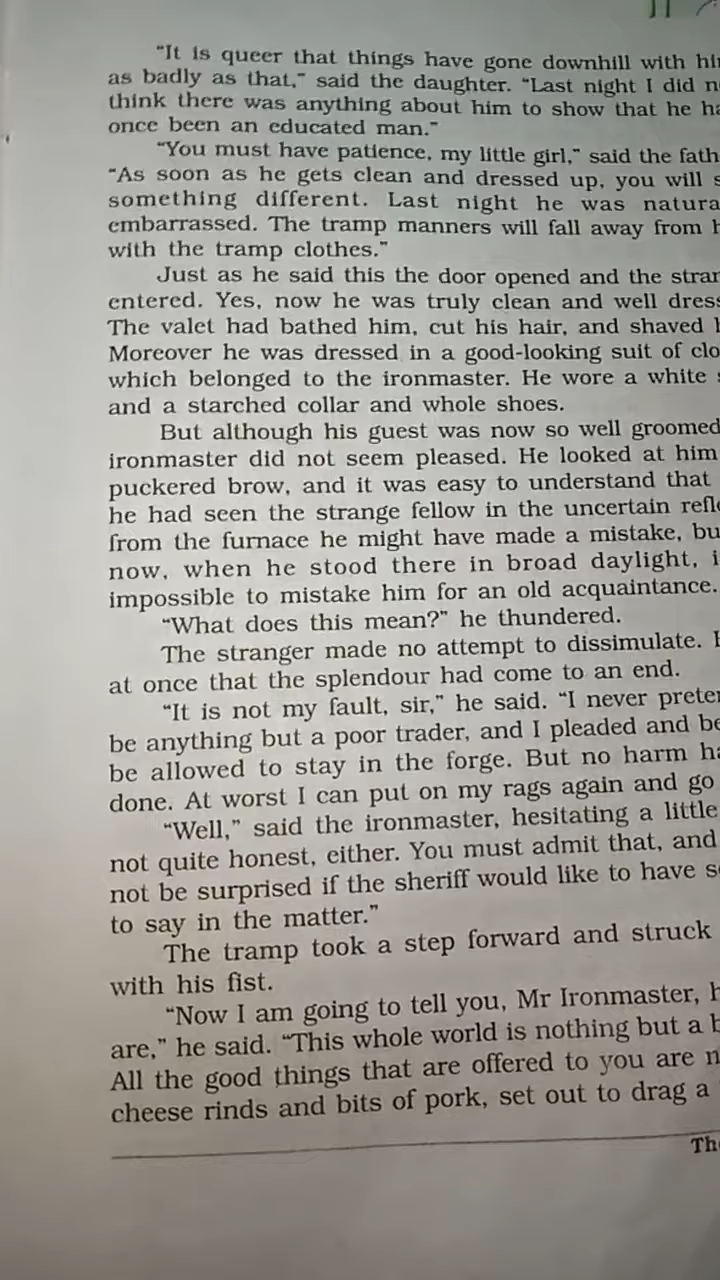 "It is queer that things have gone downhill with
as badly as that," said the daughter. "Last night I did
think there was anything about him to show that he
once been an educated man."
"You must have patience, my little girl," said the
"As soon as he gets clean and dressed up, you will
something different. Last night he was
embarrassed. The tramp manners will fall away from
with the tramp clothes."
Just as he said this the door opened and the
entered. Yes, now he was truly clean and well
The valet had bathed him, cut his hair, and shaved
Moreover he was dressed in a good-looking suit of
which belonged to the ironmaster. He wore a white
and a starched collar and whole shoes.
But although his guest was now so well groomed
ironmaster did not seem pleased. He looked at him
puckered brow, and it was easy to understand that
he had seen the strange fellow in the uncertain
from the furnace he might have made a mistake,
now, when he stood there in broad daylight,
impossible to mistake him for an old acquaintance.
"What does this mean?" he thundered.
The stranger made no attempt to dissimulate.
at once that the splendour had come to an end.
"It is not my fault, sir," he said. "I never
be anything but a poor trader, and I pleaded and
be allowed to stay in the forge. But no harm
done. At worst I can put on my rags again and go
"Well," said the ironmaster, hesitating a little
not quite honest, either. You must admit that, and
not be surprised if the sheriff would like to have
to say in the matter."
The tramp took a step forward and struck
with his fist.
"Now I am going to tell you, Mr Ironmaster,
are," he said. "This whole world is nothing but a
All the good things that are offered to you are
cheese rinds and bits of pork, set out to drag a